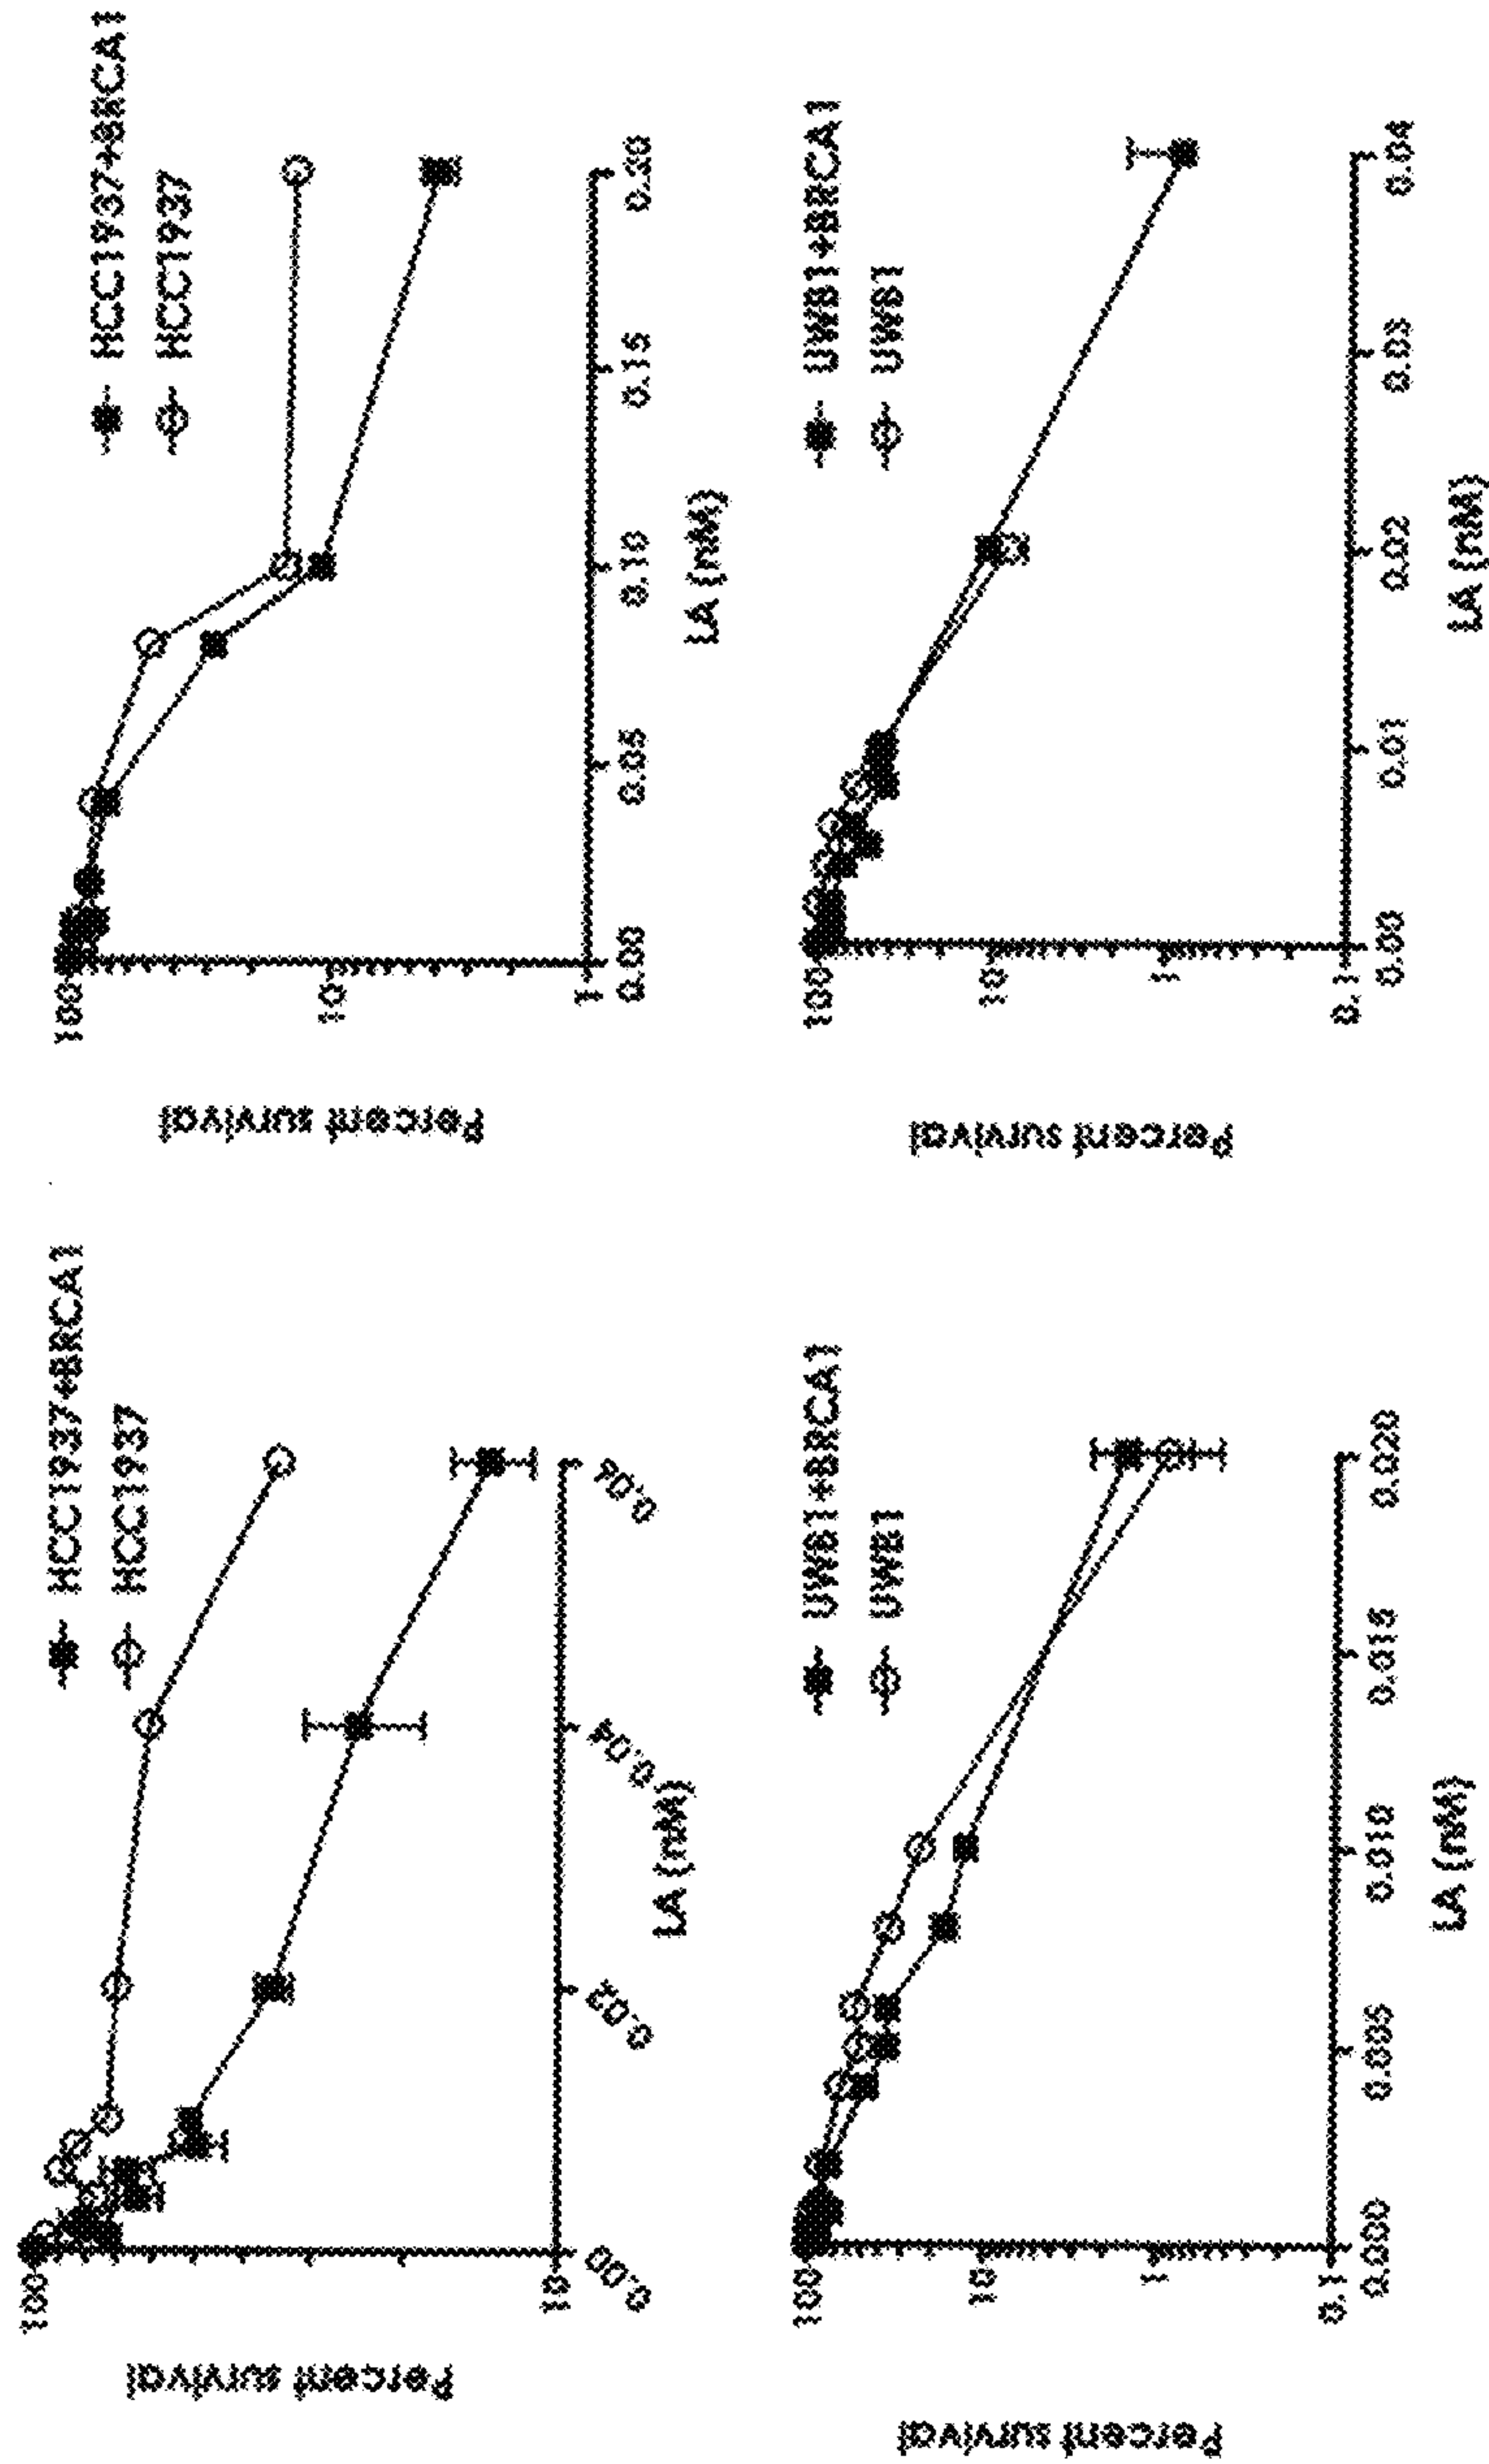 HCC1937+BRCA1
HCC1937
Percent survival
100
10
0.00
0.02
0.04
0.06
LA (nM)
HCC1937+BRCA1
HCC1937
Percent survival
100
10
1
0.00
0.05
0.10
0.15
0.20
LA (nM)
UWB1+BRCA1
UWB1
Percent survival
100
10
1
0.1
0.000
0.005
0.010
0.015
0.020
LA (nM)
UWB1+BRCA1
UWB1
Percent survival
100
10
1
0.1
0.00
0.01
0.02
0.03
0.04
LA (nM)